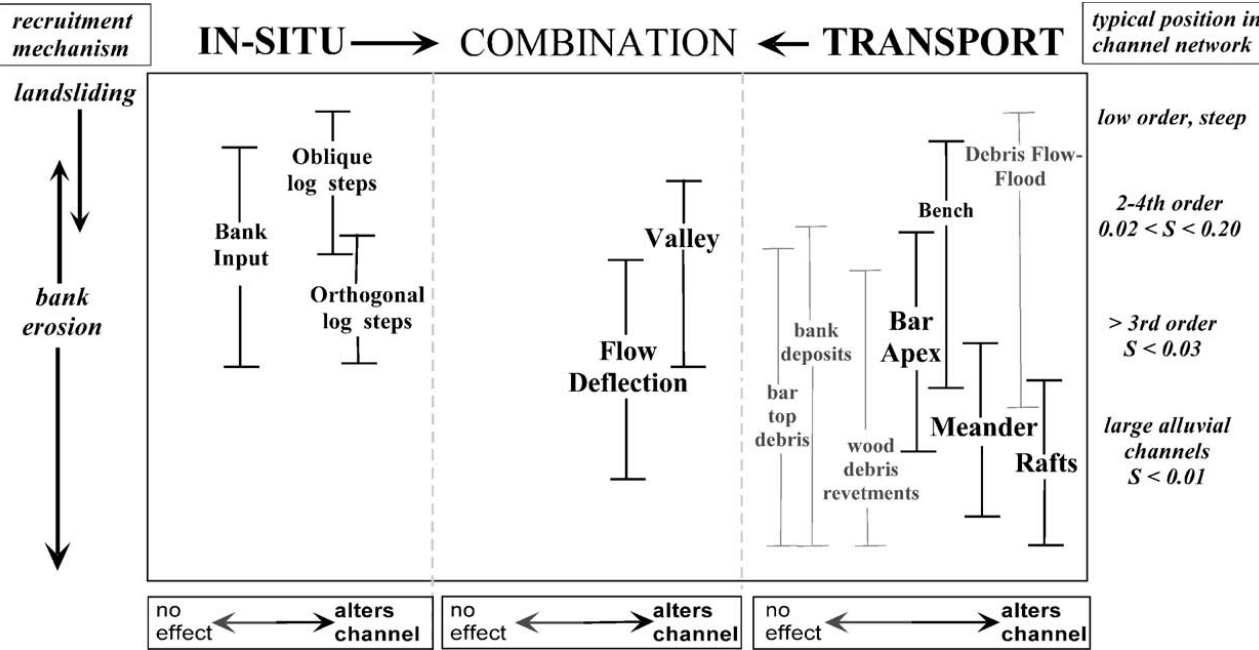 recruitment
mechanism
IN-SITU
COMBINATION
TRANSPORT
typical position in
channel network
landsliding
bank
erosion
Bank
Input
Oblique
log steps
Orthogonal
log steps
Valley
Flow
Deflection
bar
top
debris
bank
deposits
wood
debris
revetments
Bar
Apex
Bench
Debris Flow-
Flood
Meander
Rafts
low order, steep
2-4th order
0.02 < S < 0.20
> 3rd order
S < 0.03
large alluvial
channels
S < 0.01
no
effect
alters
channel
no
effect
alters
channel
no
effect
alters
channel